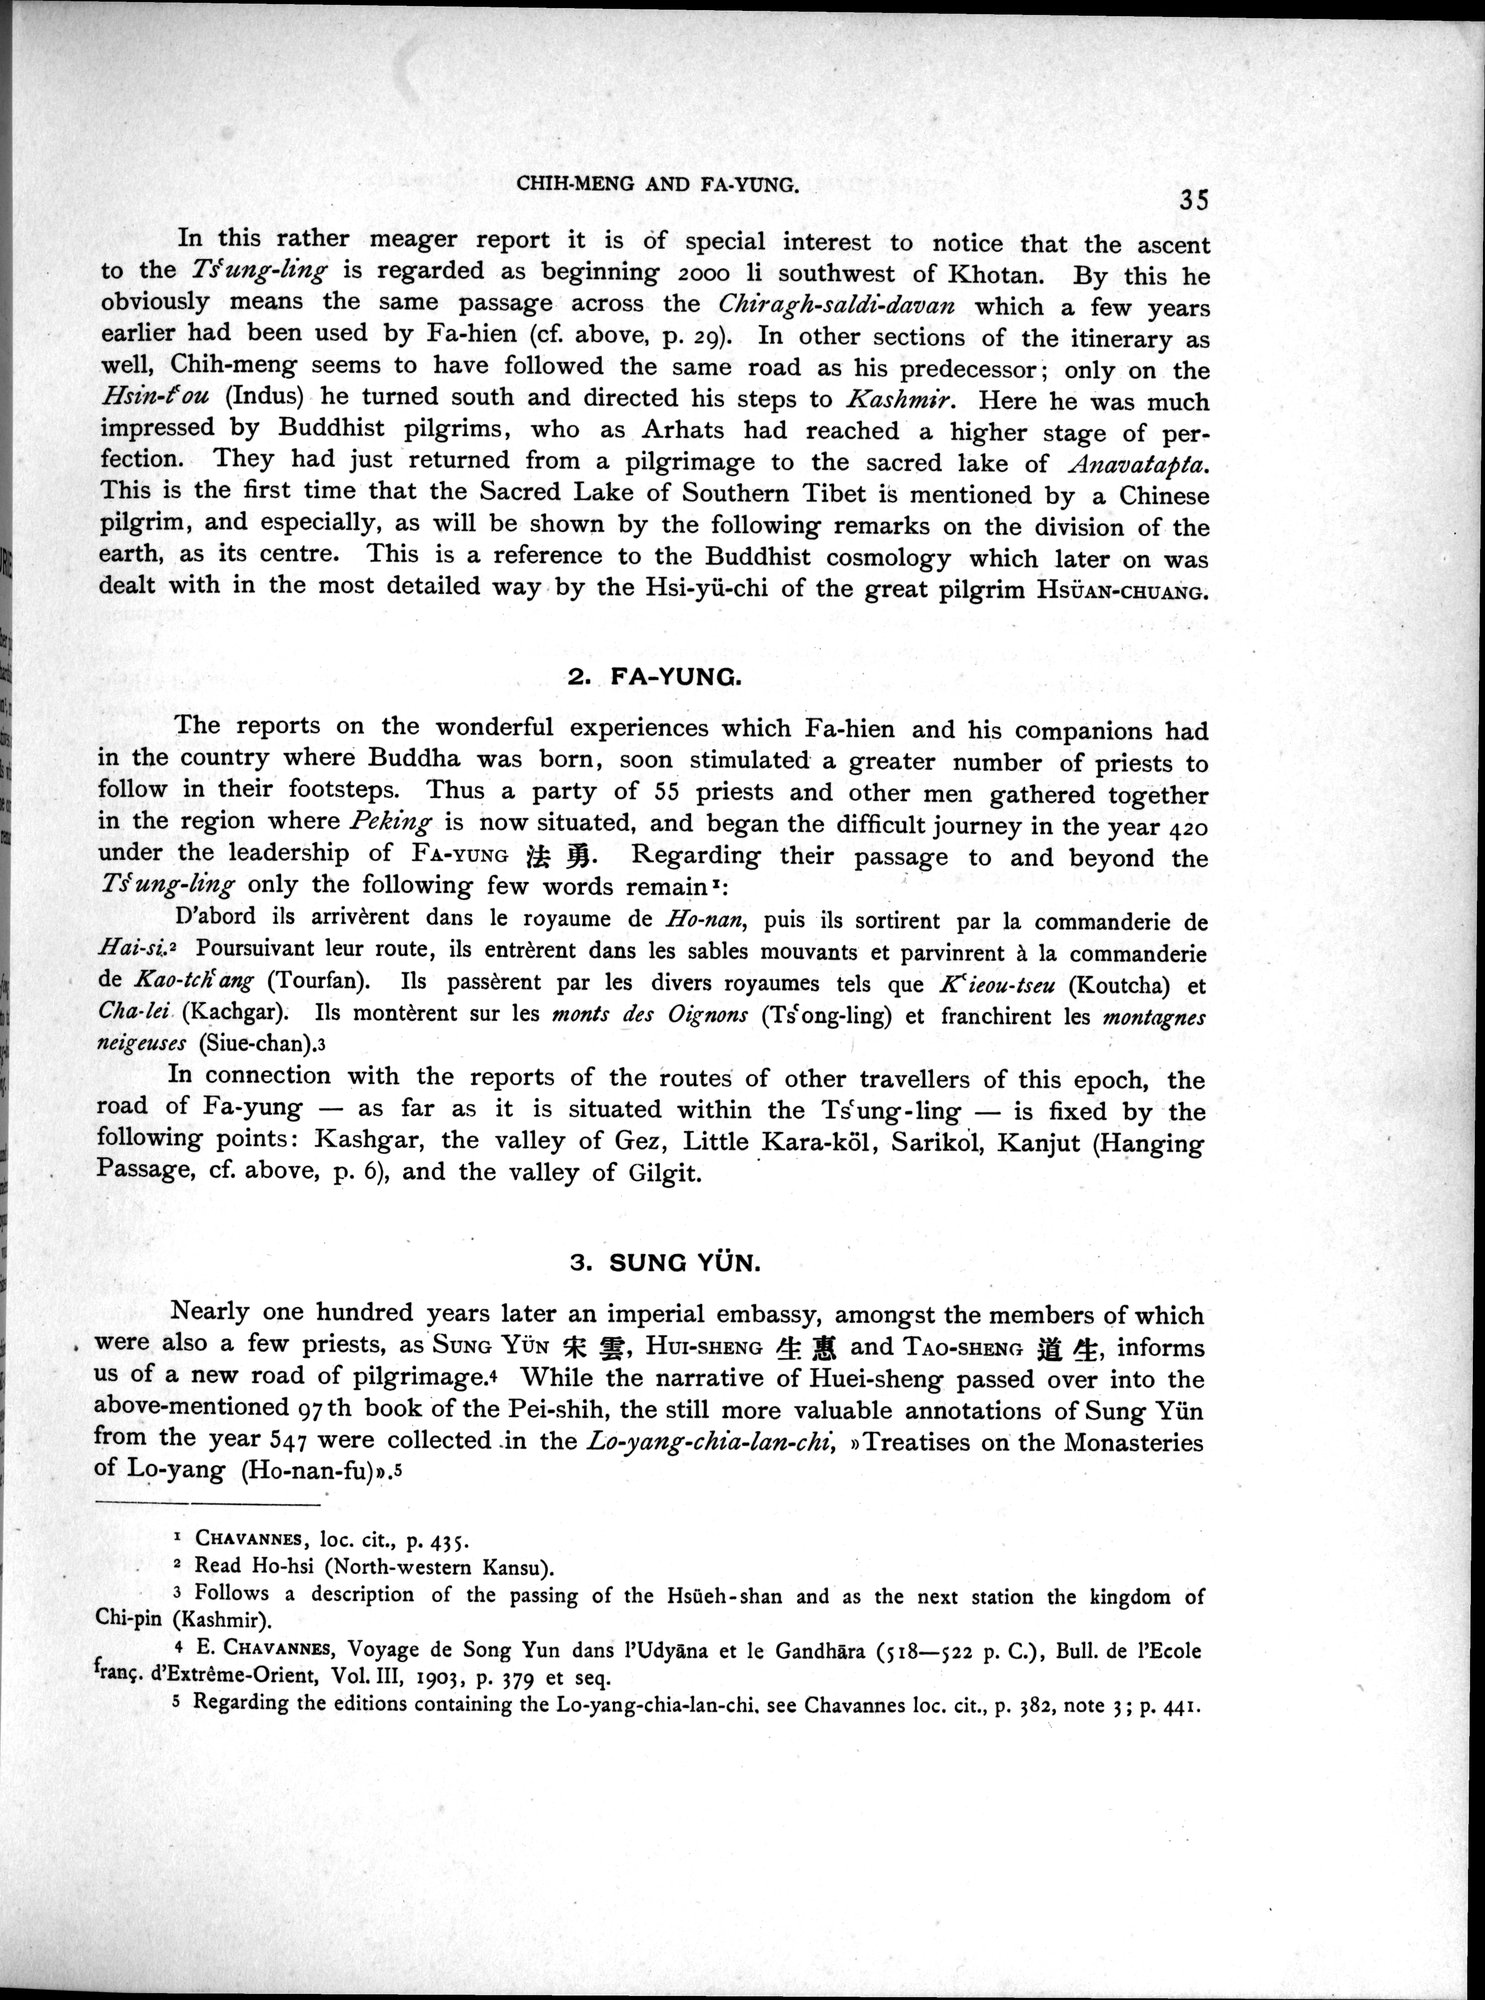 CHIH-MENG AND FA-YUNG.
35
In this rather meager report it is of special interest to notice that the ascent
to the Tsʿung-ling is regarded as beginning 2000 li southwest of Khotan. By this he
obviously means the same passage across the Chiragh-saldi-davan which a few years
earlier had been used by Fa-hien (cf. above, p. 29). In other sections of the itinerary as
well, Chih-meng seems to have followed the same road as his predecessor; only on the
Hsin-tʿou (Indus) he turned south and directed his steps to Kashmir. Here he was much
impressed by Buddhist pilgrims, who as Arhats had reached a higher stage of per-
fection. They had just returned from a pilgrimage to the sacred lake of Anavatapta.
This is the first time that the Sacred Lake of Southern Tibet is mentioned by a Chinese
pilgrim, and especially, as will be shown by the following remarks on the division of the
earth, as its centre. This is a reference to the Buddhist cosmology which later on was
dealt with in the most detailed way by the Hsi-yü-chi of the great pilgrim HSÜAN-CHUANG.
2. FA-YUNG.
The reports on the wonderful experiences which Fa-hien and his companions had
in the country where Buddha was born, soon stimulated a greater number of priests to
follow in their footsteps. Thus a party of 55 priests and other men gathered together
in the region where Peking is now situated, and began the difficult journey in the year 420
under the leadership of FA-YUNG 法 勇. Regarding their passage to and beyond the
Tsʿung-ling only the following few words remain¹:
D'abord ils arrivèrent dans le royaume de Ho-nan, puis ils sortirent par la commanderie de
Hai-si.² Poursuivant leur route, ils entrèrent dans les sables mouvants et parvinrent à la commanderie
de Kao-tchʿang (Tourfan). Ils passèrent par les divers royaumes tels que Kʿieou-tseu (Koutcha) et
Cha-lei (Kachgar). Ils montèrent sur les monts des Oignons (Tsʿong-ling) et franchirent les montagnes
neigeuses (Siue-chan).³
In connection with the reports of the routes of other travellers of this epoch, the
road of Fa-yung — as far as it is situated within the Tsʿung-ling — is fixed by the
following points: Kashgar, the valley of Gez, Little Kara-köl, Sarikol, Kanjut (Hanging
Passage, cf. above, p. 6), and the valley of Gilgit.
3. SUNG YÜN.
Nearly one hundred years later an imperial embassy, amongst the members of which
were also a few priests, as SUNG YÜN 宋 雲, HUI-SHENG 生 惠 and TAO-SHENG 道 生, informs
us of a new road of pilgrimage.⁴ While the narrative of Huei-sheng passed over into the
above-mentioned 97th book of the Pei-shih, the still more valuable annotations of Sung Yün
from the year 547 were collected in the Lo-yang-chia-lan-chi, »Treatises on the Monasteries
of Lo-yang (Ho-nan-fu)».⁵
¹ CHAVANNES, loc. cit., p. 435.
² Read Ho-hsi (North-western Kansu).
³ Follows a description of the passing of the Hsüeh-shan and as the next station the kingdom of
Chi-pin (Kashmir).
⁴ E. CHAVANNES, Voyage de Song Yun dans l'Udyāna et le Gandhāra (518—522 p. C.), Bull. de l'Ecole
franç. d'Extrême-Orient, Vol. III, 1903, p. 379 et seq.
⁵ Regarding the editions containing the Lo-yang-chia-lan-chi, see Chavannes loc. cit., p. 382, note 3; p. 441.